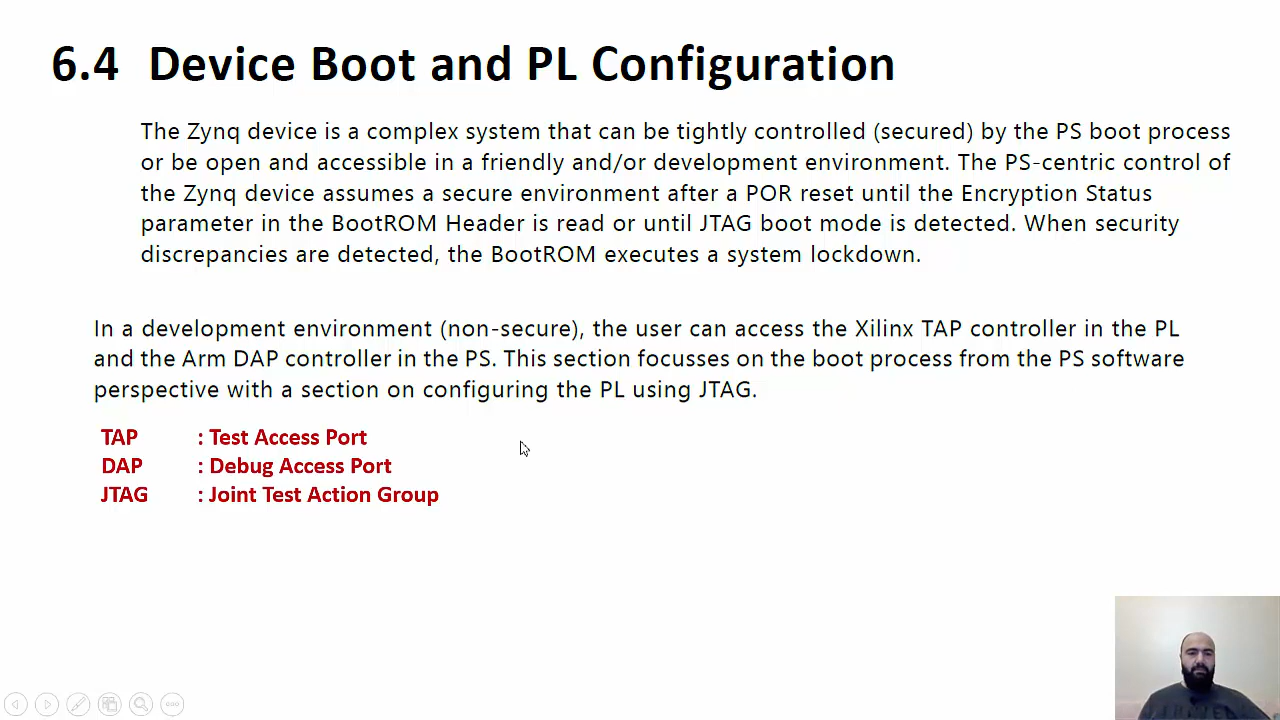 6.4 Device Boot and PL Configuration
The Zynq device is a complex system that can be tightly controlled (secured) by the PS boot process
or be open and accessible in a friendly and/or development environment. The PS-centric control of
the Zynq device assumes a secure environment after a POR reset until the Encryption Status
parameter in the BootROM Header is read or until JTAG boot mode is detected. When security
discrepancies are detected, the BootROM executes a system lockdown.
In a development environment (non-secure), the user can access the Xilinx TAP controller in the PL
and the Arm DAP controller in the PS. This section focusses on the boot process from the PS software
perspective with a section on configuring the PL using JTAG.
TAP : Test Access Port
DAP : Debug Access Port
JTAG : Joint Test Action Group